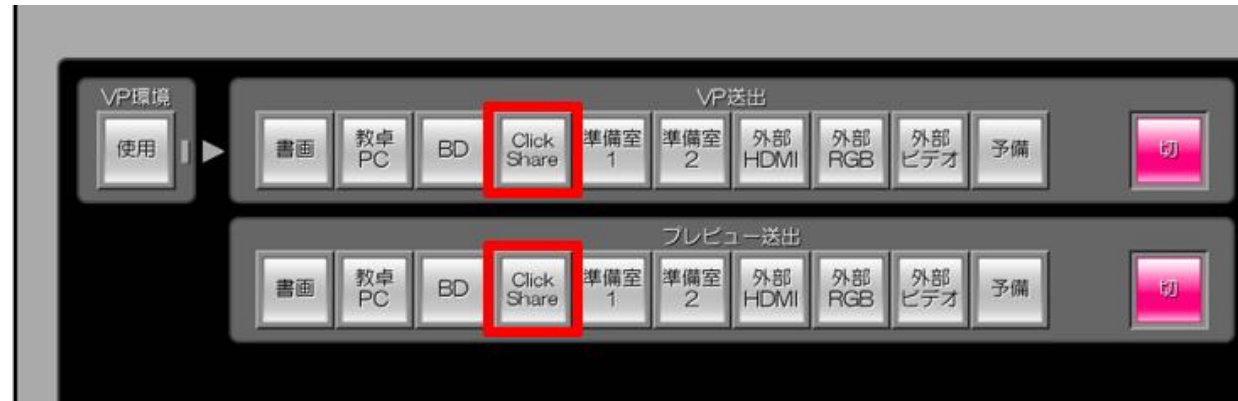 VP環境
使用
VP送出
書画
教卓
PC
BD
Click
Share
準備室
1
準備室
2
外部
HDMI
外部
RGB
外部
ビデオ
予備
切
プレビュー送出
書画
教卓
PC
BD
Click
Share
準備室
1
準備室
2
外部
HDMI
外部
RGB
外部
ビデオ
予備
切